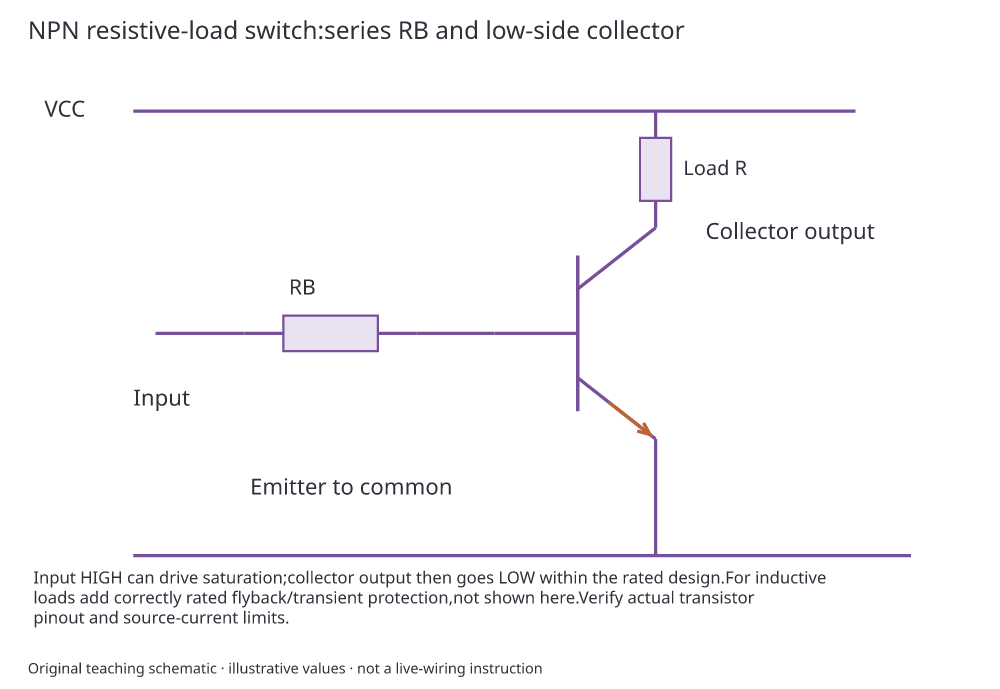 NPN resistive-load switch:series RB and low-side collector
VCC
Load R
Collector output
RB
Input
Emitter to common
Input HIGH can drive saturation;collector output then goes LOW within the rated design.For inductive
loads add correctly rated flyback/transient protection,not shown here.Verify actual transistor
pinout and source-current limits.
Original teaching schematic · illustrative values · not a live-wiring instruction